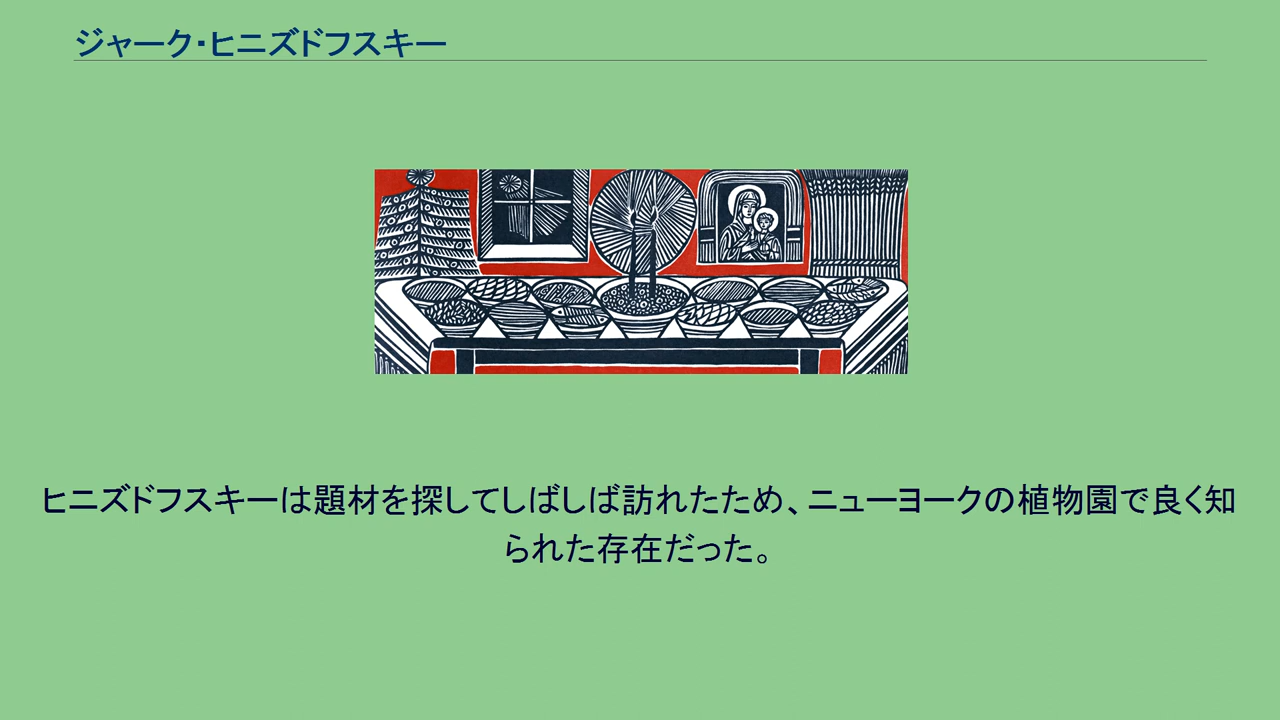 ジャーク・ヒニズドフスキー
ヒニズドフスキーは題材を探してしばしば訪れたため、ニューヨークの植物園で良く知
られた存在だった。